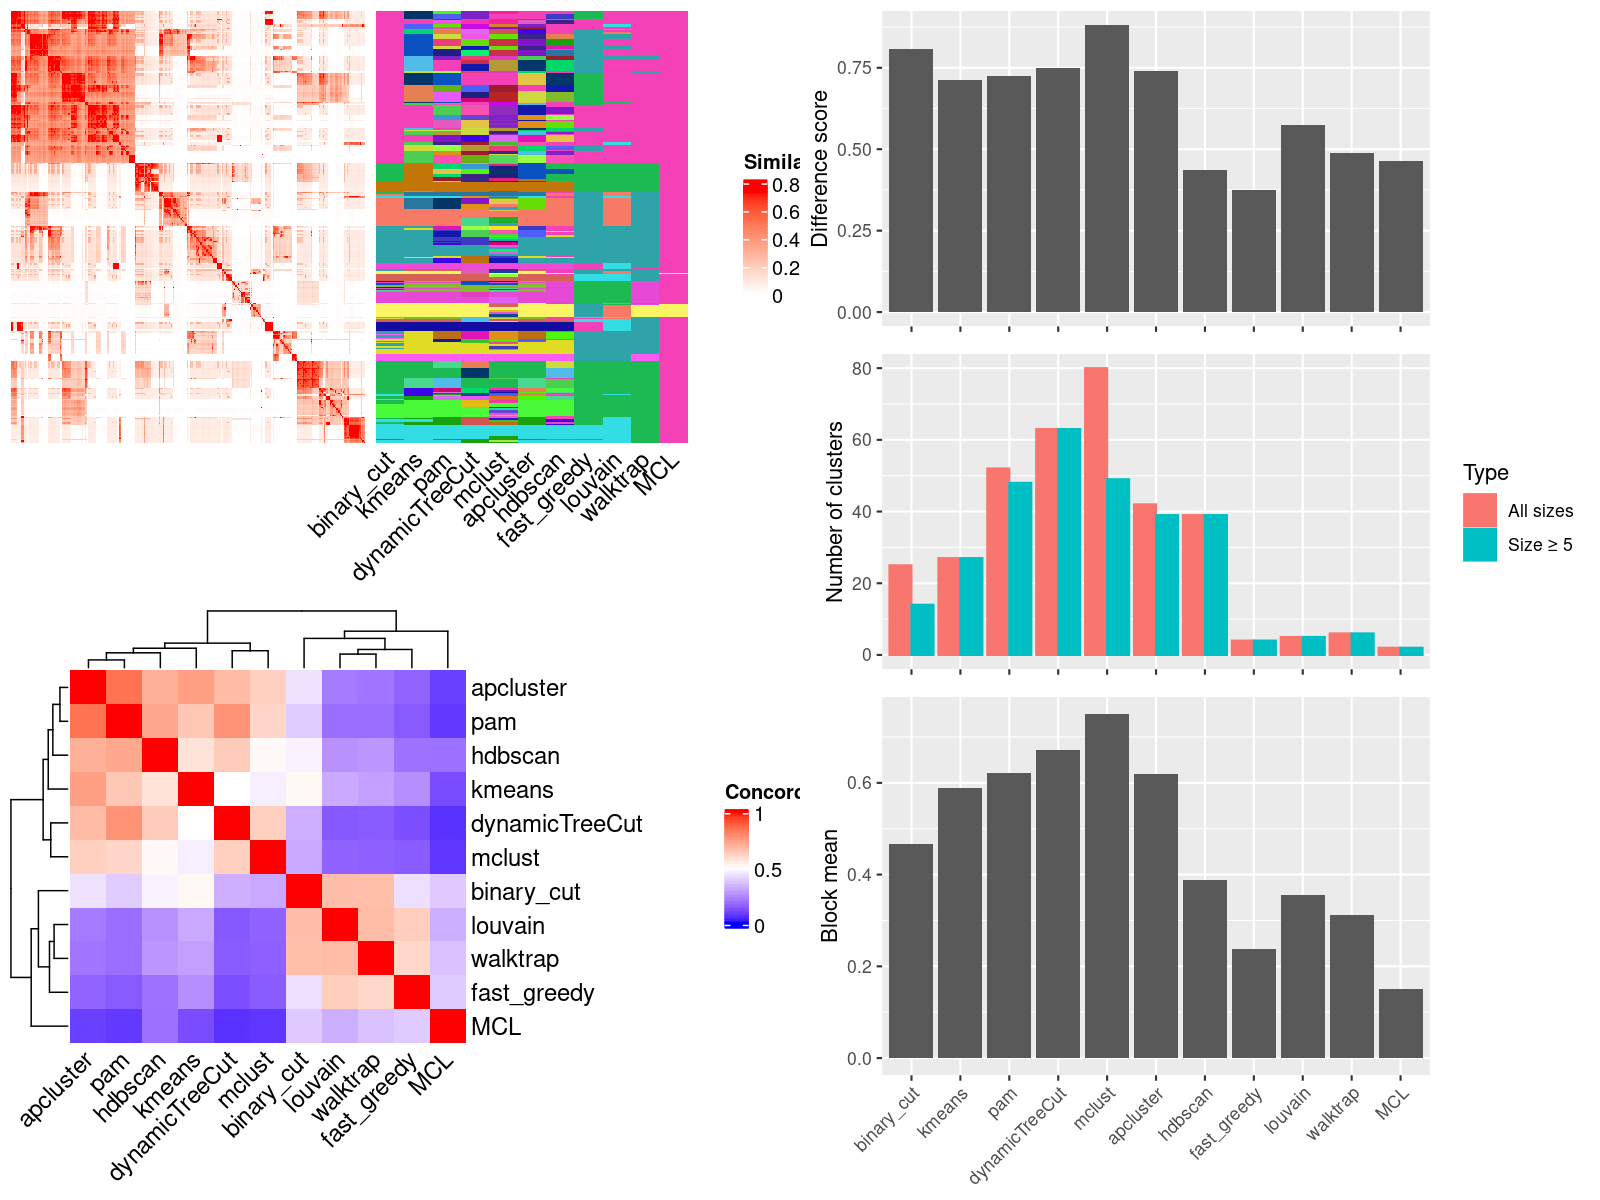 Simila
0.8
0.6
0.4
0.2
0
binary_cut
kmeans
pam
dynamicTreeCut
mclust
apcluster
hdbscan
fast_greedy
louvain
walktrap
MCL
apcluster
pam
hdbscan
kmeans
dynamicTreeCut
mclust
binary_cut
louvain
walktrap
fast_greedy
MCL
apcluster
pam
hdbscan
kmeans
dynamicTreeCut
mclust
binary_cut
louvain
walktrap
fast_greedy
MCL
Concord
1
0.5
0
Difference score
0.75
0.50
0.25
0.00
Number of clusters
80
60
40
20
0
Type
All sizes
Size ≥ 5
Block mean
0.6
0.4
0.2
0.0
binary_cut
kmeans
pam
dynamicTreeCut
mclust
apcluster
hdbscan
fast_greedy
louvain
walktrap
MCL